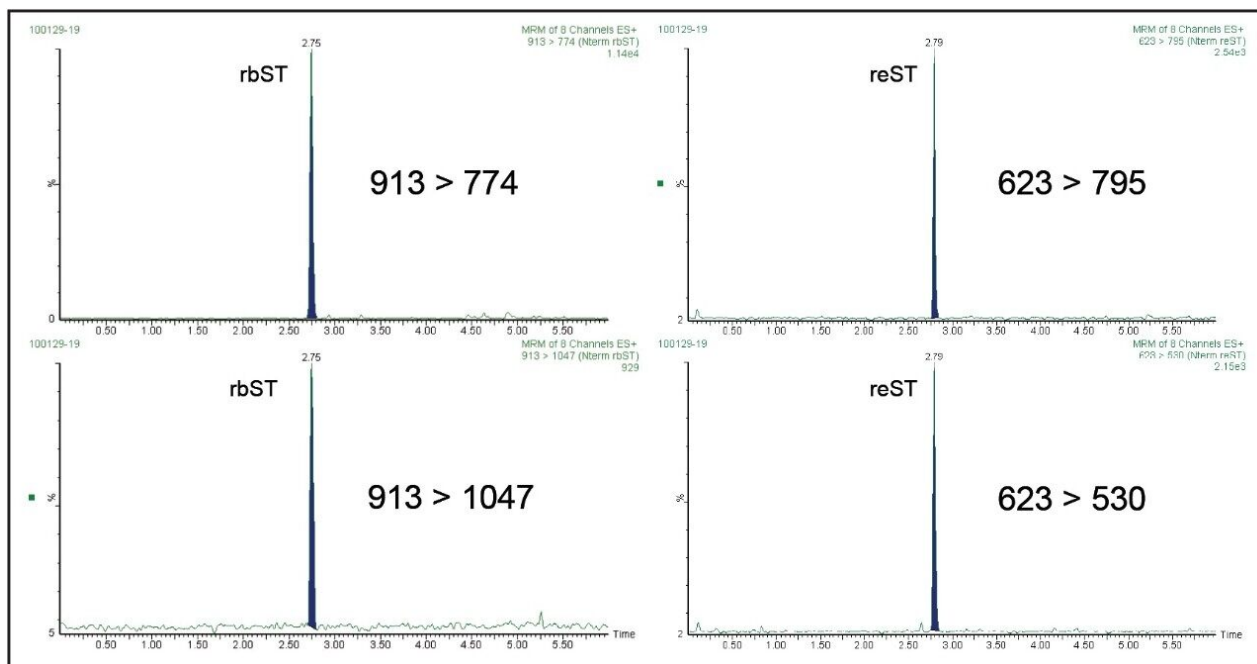 100129-19
MRM of 8 Channels ES+
913 > 774 (Nterm rbST)
1.14e4
2.75
rbST
913 > 774
%
0
0.50 1.00 1.50 2.00 2.50 3.00 3.50 4.00 4.50 5.00 5.50
100129-19
MRM of 8 Channels ES+
623 > 795 (Nterm reST)
2.54e3
2.79
reST
623 > 795
%
2
0.50 1.00 1.50 2.00 2.50 3.00 3.50 4.00 4.50 5.00 5.50
100129-19
MRM of 8 Channels ES+
913 > 1047 (Nterm rbST)
929
2.75
rbST
913 > 1047
%
5
0.50 1.00 1.50 2.00 2.50 3.00 3.50 4.00 4.50 5.00 5.50 Time
100129-19
MRM of 8 Channels ES+
623 > 530 (Nterm reST)
2.15e3
2.79
reST
623 > 530
%
2
0.50 1.00 1.50 2.00 2.50 3.00 3.50 4.00 4.50 5.00 5.50 Time